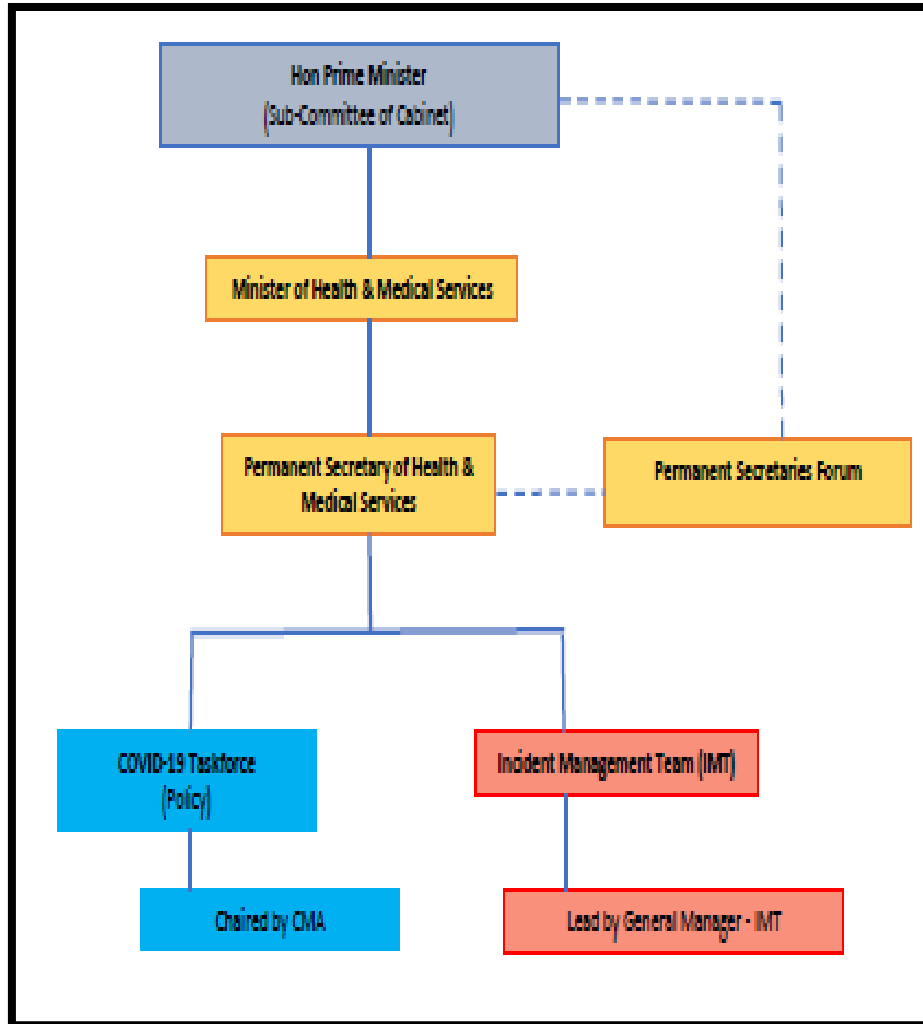 Hon Prime Minister
(Sub-Committee of Cabinet)
Minister of Health & Medical Services
Permanent Secretary of Health &
Medical Services
Permanent Secretaries Forum
COVID-19 Taskforce
(Policy)
Incident Management Team (IMT)
Chaired by CMA
Lead by General Manager - IMT